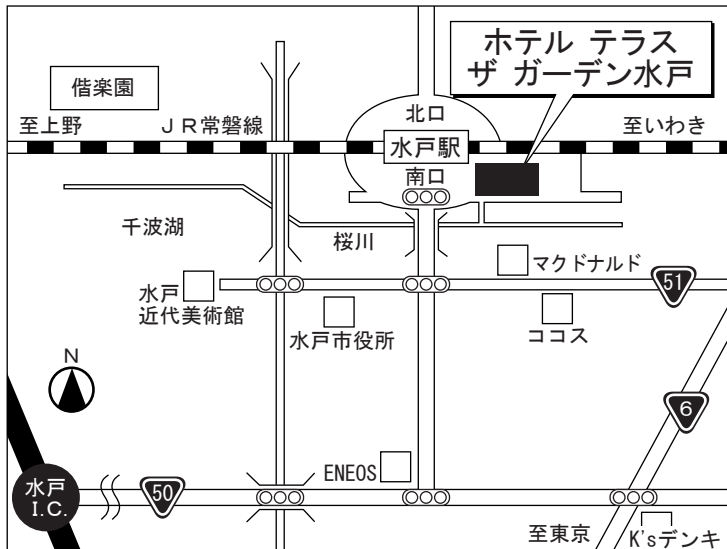 ホテル テラス
ザ ガーデン水戸
偕楽園
北口
至上野
JR常磐線
水戸駅
至いわき
南口
千波湖
桜川
マクドナルド
水戸
近代美術館
51
水戸市役所
ココス
N
6
ENEOS
水戸
I.C.
50
至東京
K'sデンキ